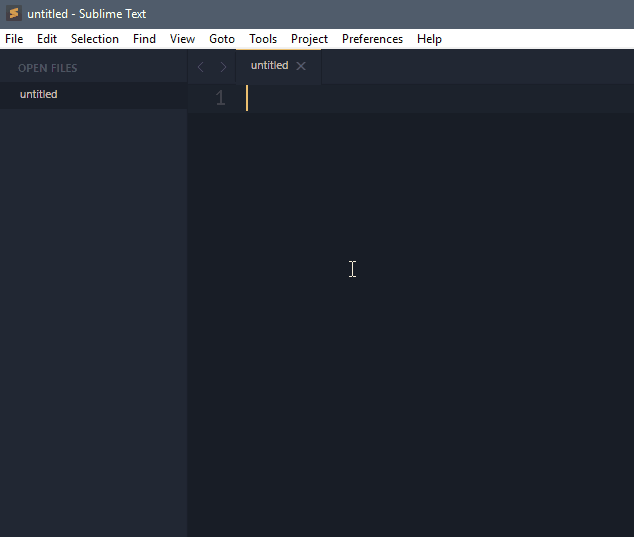 untitled - Sublime Text
File Edit Selection Find View Goto Tools Project Preferences Help
OPEN FILES
untitled
untitled
1